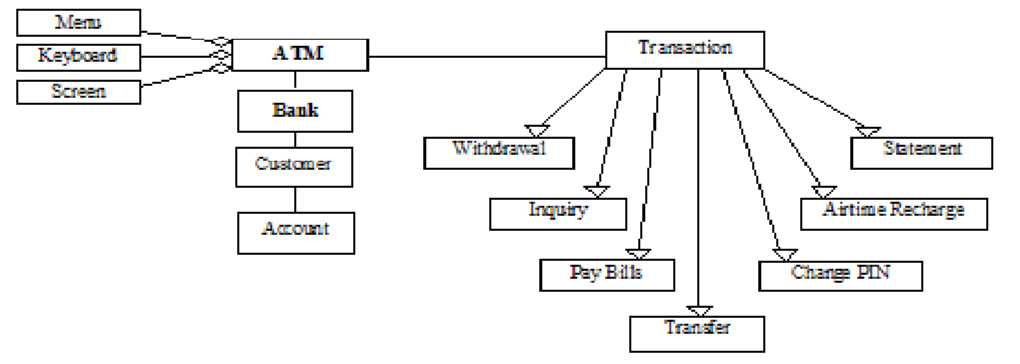 Menu
Keyboard
Screen
ATM
Bank
Customer
Account
Transaction
Withdrawal
Statement
Inquiry
Airtime Recharge
Pay Bills
Change PIN
Transfer